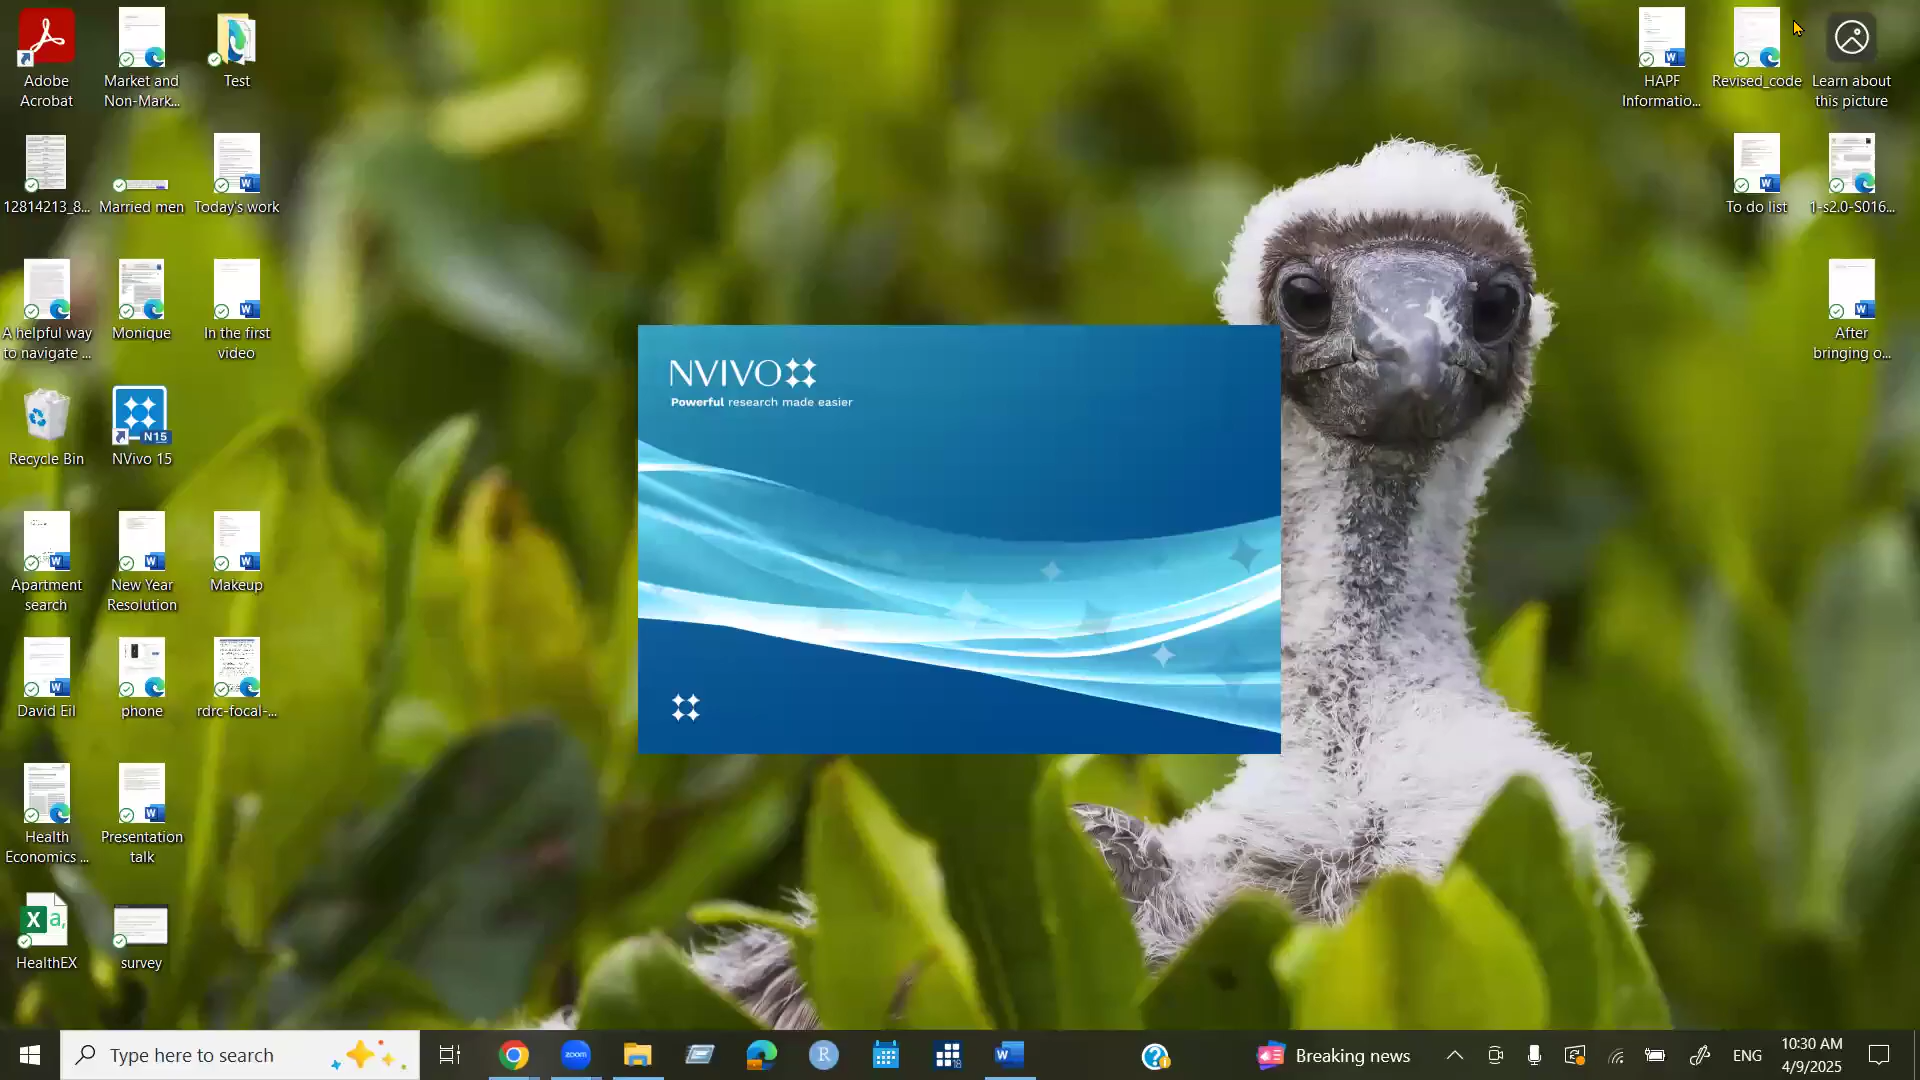 Adobe
Acrobat
Market and
Non-Mark...
Test
12814213_8...
Married men
Today's work
A helpful way
to navigate ...
Monique
In the first
video
Recycle Bin
N15
NVivo 15
Apartment
search
New Year
Resolution
Makeup
David Eil
phone
rdrc-focal-...
Health
Economics ...
Presentation
talk
HealthEX
survey
HAPF
Informatio...
Revised_code
Learn about
this picture
To do list
1-s2.0-S016...
After
bringing o...
NVIVO
Powerful research made easier
Type here to search
zoom
R
18
W
Breaking news
ENG
10:30 AM
4/9/2025